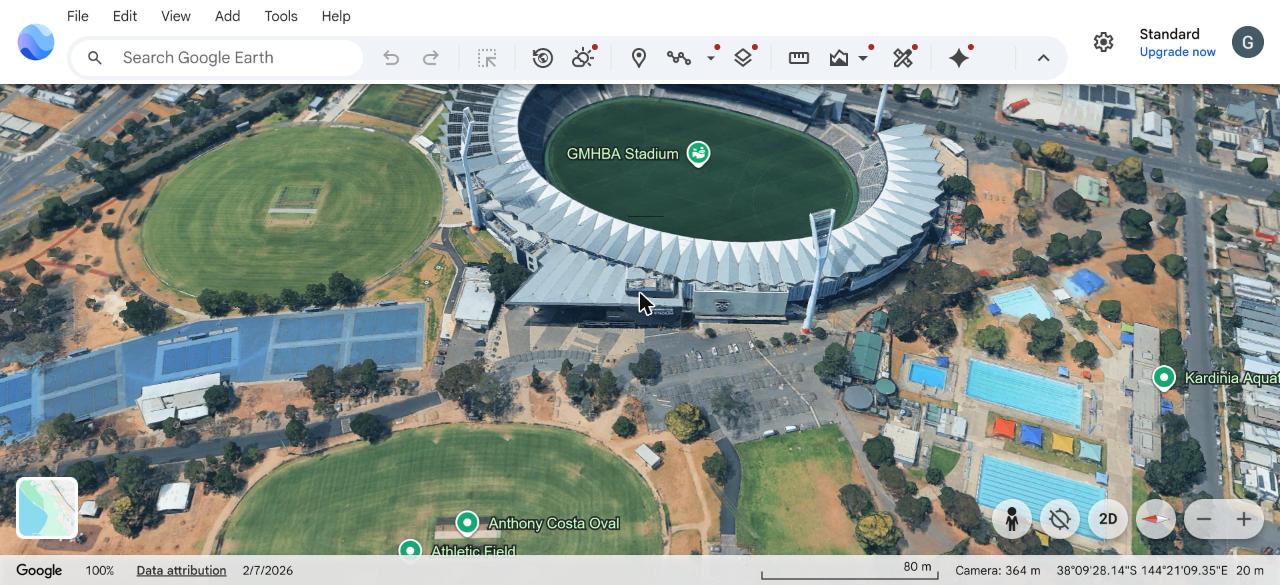 File Edit View Add Tools Help
Search Google Earth
Standard
Upgrade now
G
GMHBA Stadium
Kardinia Aquat
2D
Anthony Costa Oval
Athletic Field
Google 100% Data attribution 2/7/2026 80 m Camera: 364 m 38°09'28.14"S 144°21'09.35"E 20 m